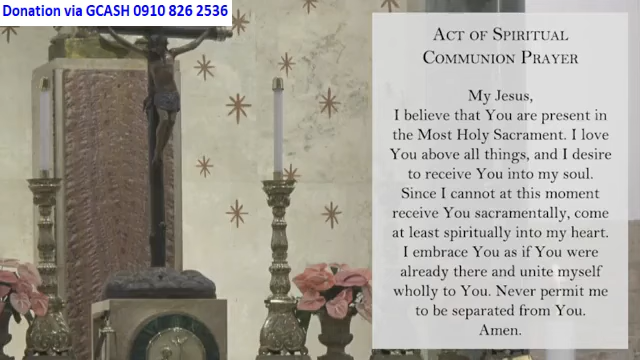 Donation via GCASH 0910 826 2536
Act of Spiritual
Communion Prayer
My Jesus,
I believe that You are present in
the Most Holy Sacrament. I love
You above all things, and I desire
to receive You into my soul.
Since I cannot at this moment
receive You sacramentally, come
at least spiritually into my heart.
I embrace You as if You were
already there and unite myself
wholly to You. Never permit me
to be separated from You.
Amen.